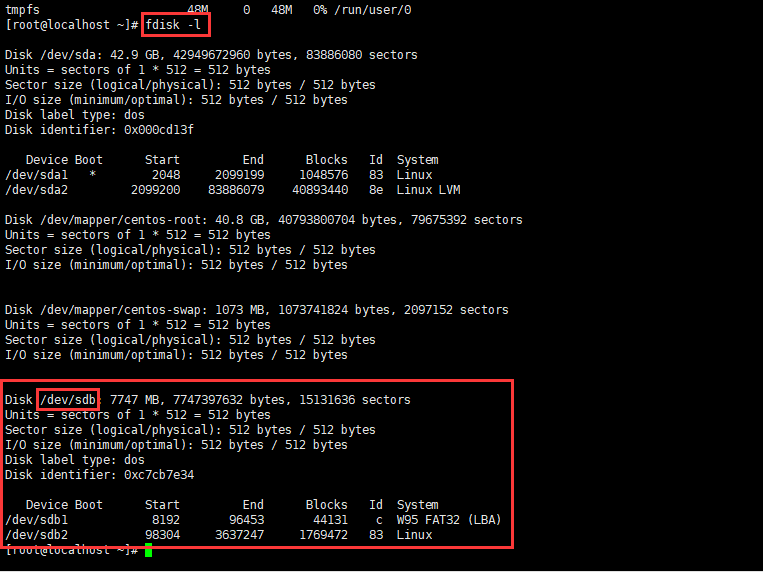 tmpfs 48M 0 48M 0% /run/user/0
[root@localhost ~]# fdisk -l
Disk /dev/sda: 42.9 GB, 42949672960 bytes, 83886080 sectors
Units = sectors of 1 * 512 = 512 bytes
Sector size (logical/physical): 512 bytes / 512 bytes
I/O size (minimum/optimal): 512 bytes / 512 bytes
Disk label type: dos
Disk identifier: 0x000cd13f
Device Boot Start End Blocks Id System
/dev/sda1 * 2048 2099199 1048576 83 Linux
/dev/sda2 2099200 83886079 40893440 8e Linux LVM
Disk /dev/mapper/centos-root: 40.8 GB, 40793800704 bytes, 79675392 sectors
Units = sectors of 1 * 512 = 512 bytes
Sector size (logical/physical): 512 bytes / 512 bytes
I/O size (minimum/optimal): 512 bytes / 512 bytes
Disk /dev/mapper/centos-swap: 1073 MB, 1073741824 bytes, 2097152 sectors
Units = sectors of 1 * 512 = 512 bytes
Sector size (logical/physical): 512 bytes / 512 bytes
I/O size (minimum/optimal): 512 bytes / 512 bytes
Disk /dev/sdb: 7747 MB, 7747397632 bytes, 15131636 sectors
Units = sectors of 1 * 512 = 512 bytes
Sector size (logical/physical): 512 bytes / 512 bytes
I/O size (minimum/optimal): 512 bytes / 512 bytes
Disk label type: dos
Disk identifier: 0xc7cb7e34
Device Boot Start End Blocks Id System
/dev/sdb1 8192 96453 44131 c W95 FAT32 (LBA)
/dev/sdb2 98304 3637247 1769472 83 Linux
[root@localhost ~]#